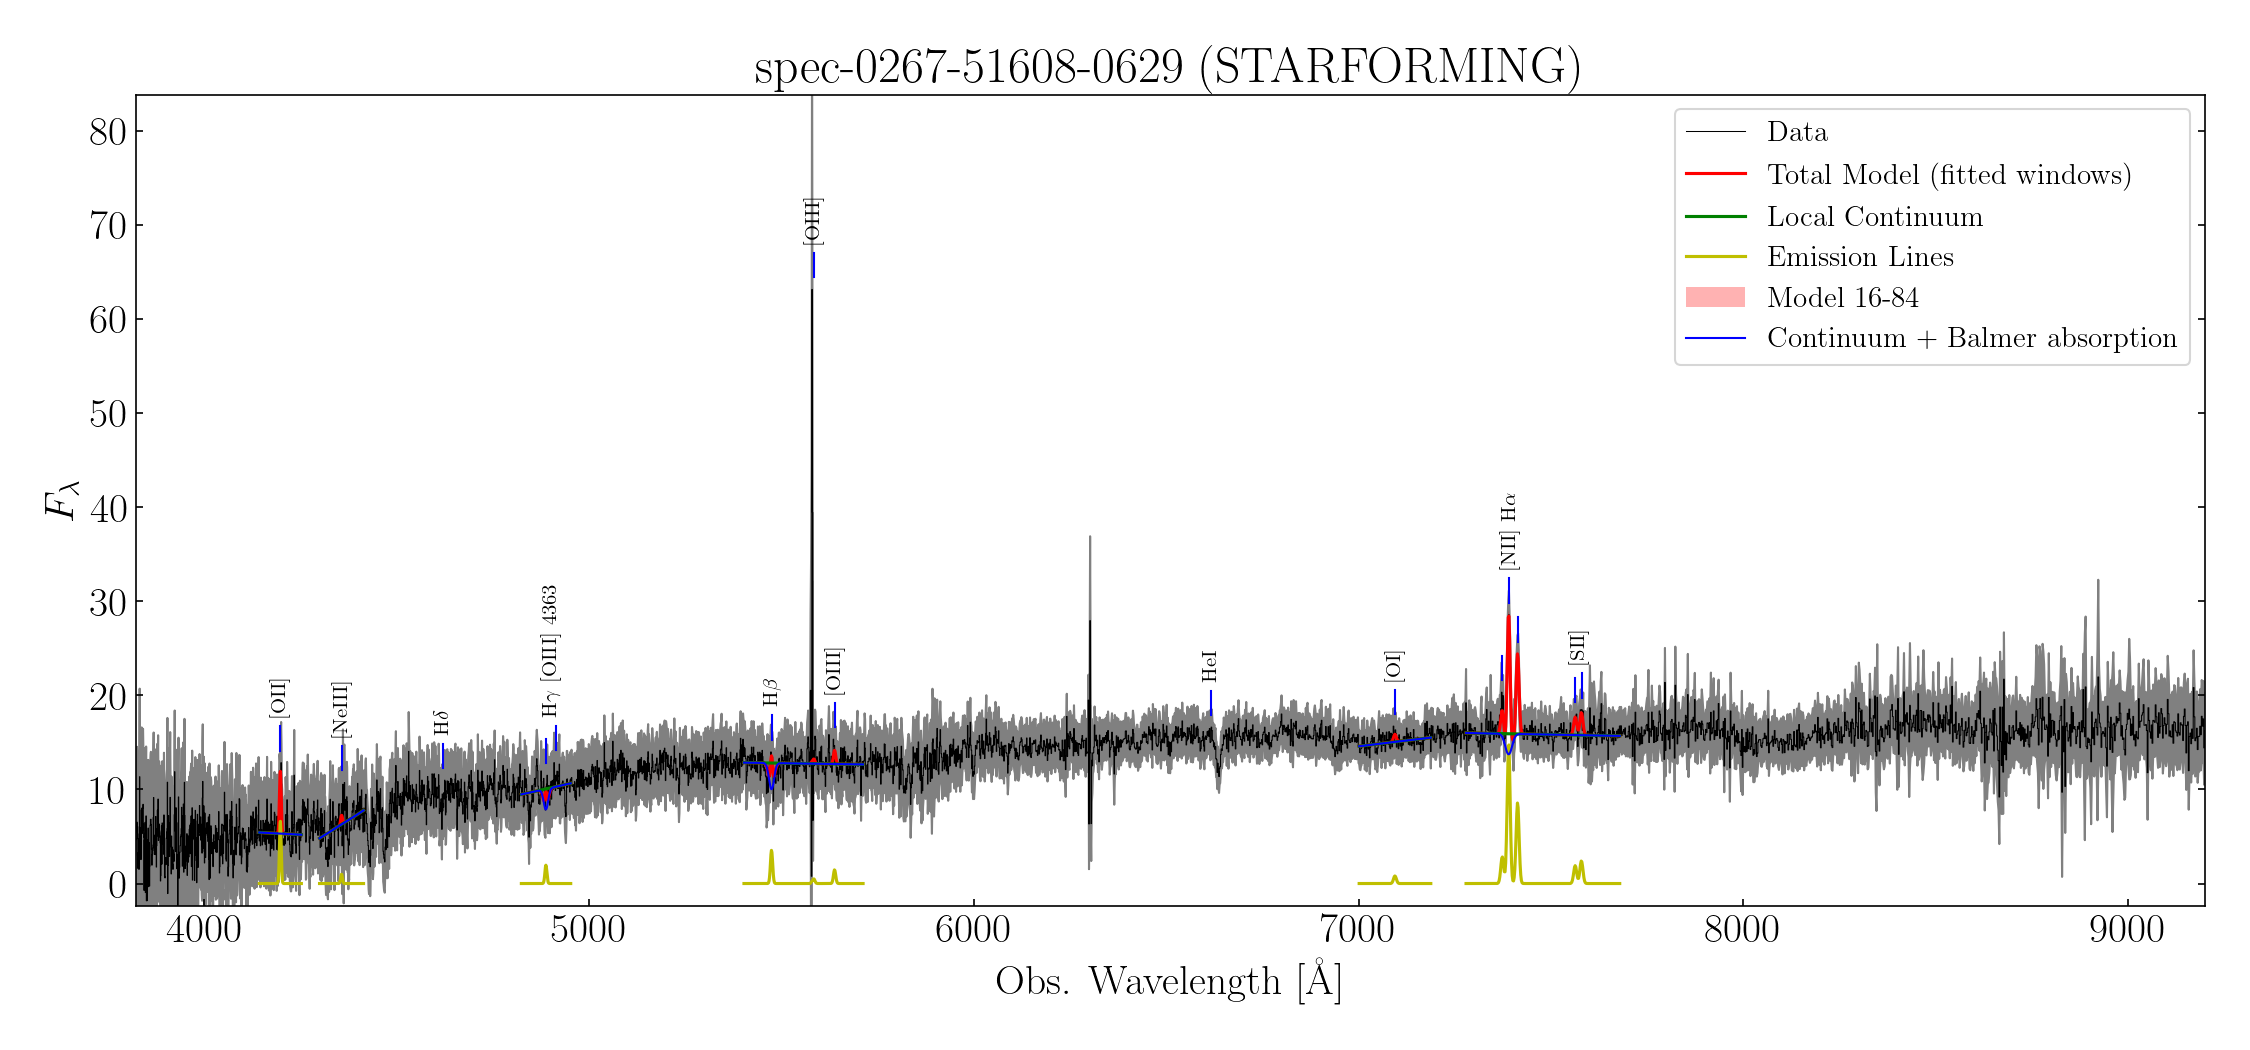 spec-0267-51608-0629 (STARFORMING)
Data
Total Model (fitted windows)
Local Continuum
Emission Lines
Model 16-84
Continuum + Balmer absorption
80
70
60
50
40
30
20
10
0
Fλ
[OII]
[NeIII]
Hδ
Hγ [OIII] 4363
Hβ
[OIII]
[OIII]
HeI
[OI]
[NII] Hα
[SII]
4000 5000 6000 7000 8000 9000
Obs. Wavelength [Å]